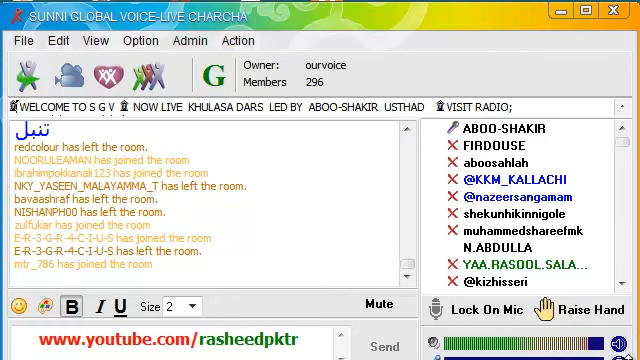 SUNNI GLOBAL VOICE-LIVE CHARCHA
File Edit View Option Admin Action
Owner: ourvoice
Members 296
G
WELCOME TO S G V NOW LIVE KHULASA DARS LED BY ABOO-SHAKIR USTHAD VISIT RADIO;
تنبل
redcolour has left the room.
NOORULEAMAN has joined the room
ibrahimpokkanali123 has joined the room
NKY_YASEEN_MALAYAMMA_T has left the room.
bavaashraf has left the room.
NISHANPH00 has left the room.
zulfukar has joined the room
E-R-3-G-R-4-C-I-U-S has joined the room
E-R-3-G-R-4-C-I-U-S has left the room.
mtr_786 has joined the room
ABOO-SHAKIR
FIRDOUSE
aboosahlah
@KKM_KALLACHI
@nazeersangamam
shekunhikinnigole
muhammedshareefmk
N.ABDULLA
YAA.RASOOL.SALA...
@kizhisseri
B I U Size 2 Mute
Lock On Mic Raise Hand
www.youtube.com/rasheedpktr
Send